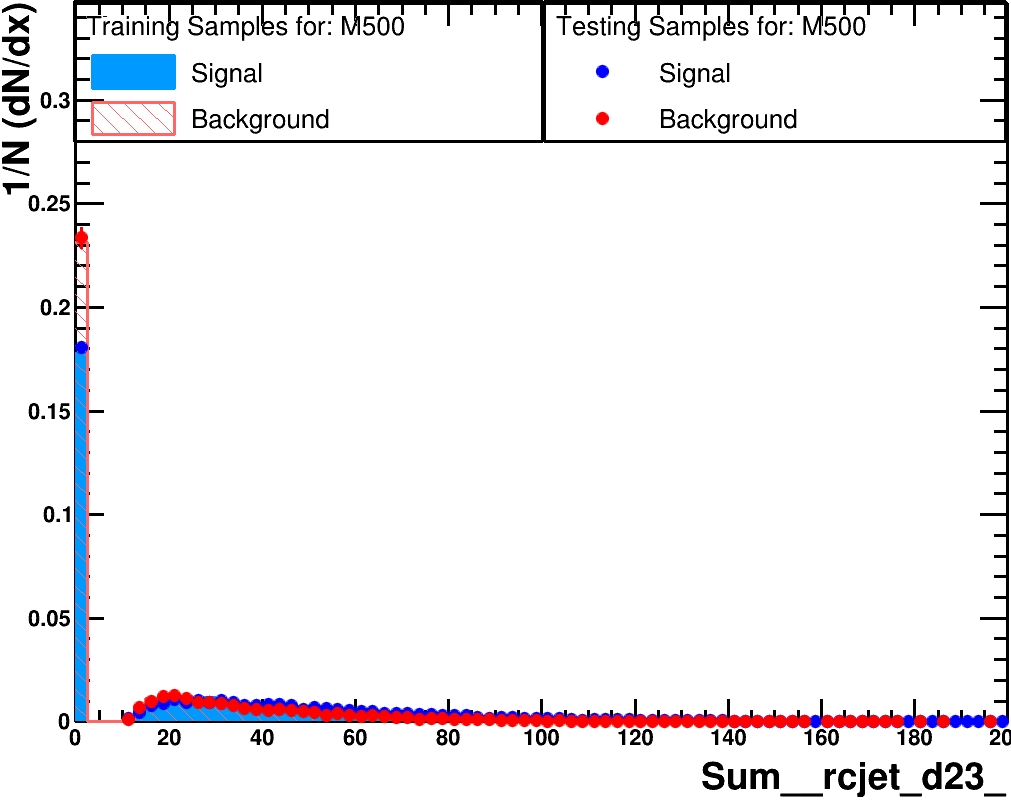 Training Samples for: M500
Signal
Background
Testing Samples for: M500
Signal
Background
1/N (dN/dx)
0.3
0.25
0.2
0.15
0.1
0.05
0
0 20 40 60 80 100 120 140 160 180 20
Sum__rcjet_d23_